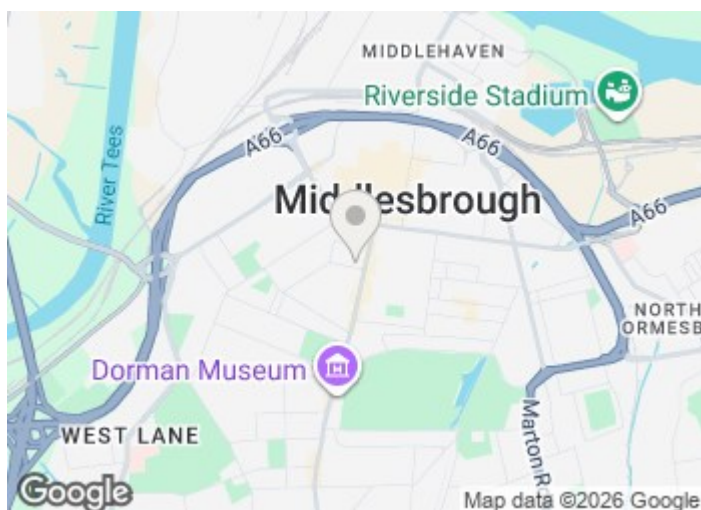 MIDDLEHAVEN
Riverside Stadium
A66
A66
River Tees
Middlesbrough
A66
NORTH
ORMESB
Dorman Museum
Marton Ro
WEST LANE
Google
Map data ©2026 Google